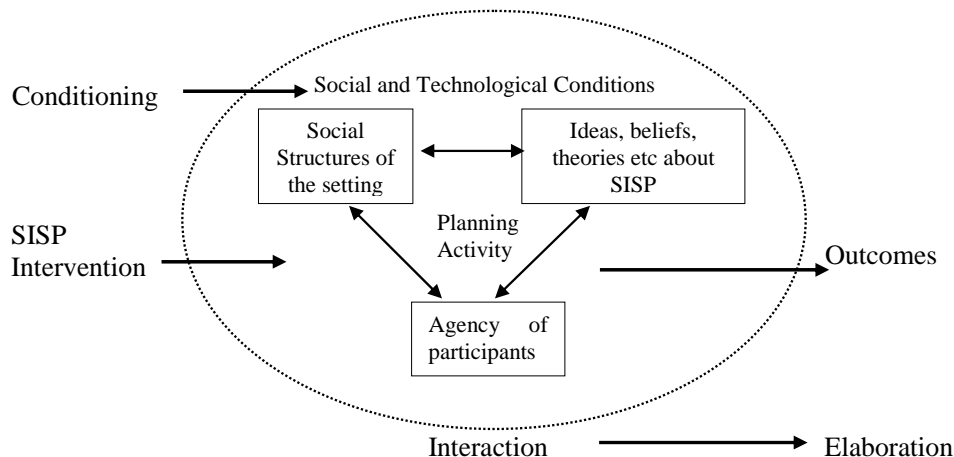 Social and Technological Conditions
Conditioning
Social
Structures of
the setting
Ideas, beliefs,
theories etc about
SISP
Planning
Activity
SISP
Intervention
Outcomes
Agency of
participants
Interaction
Elaboration